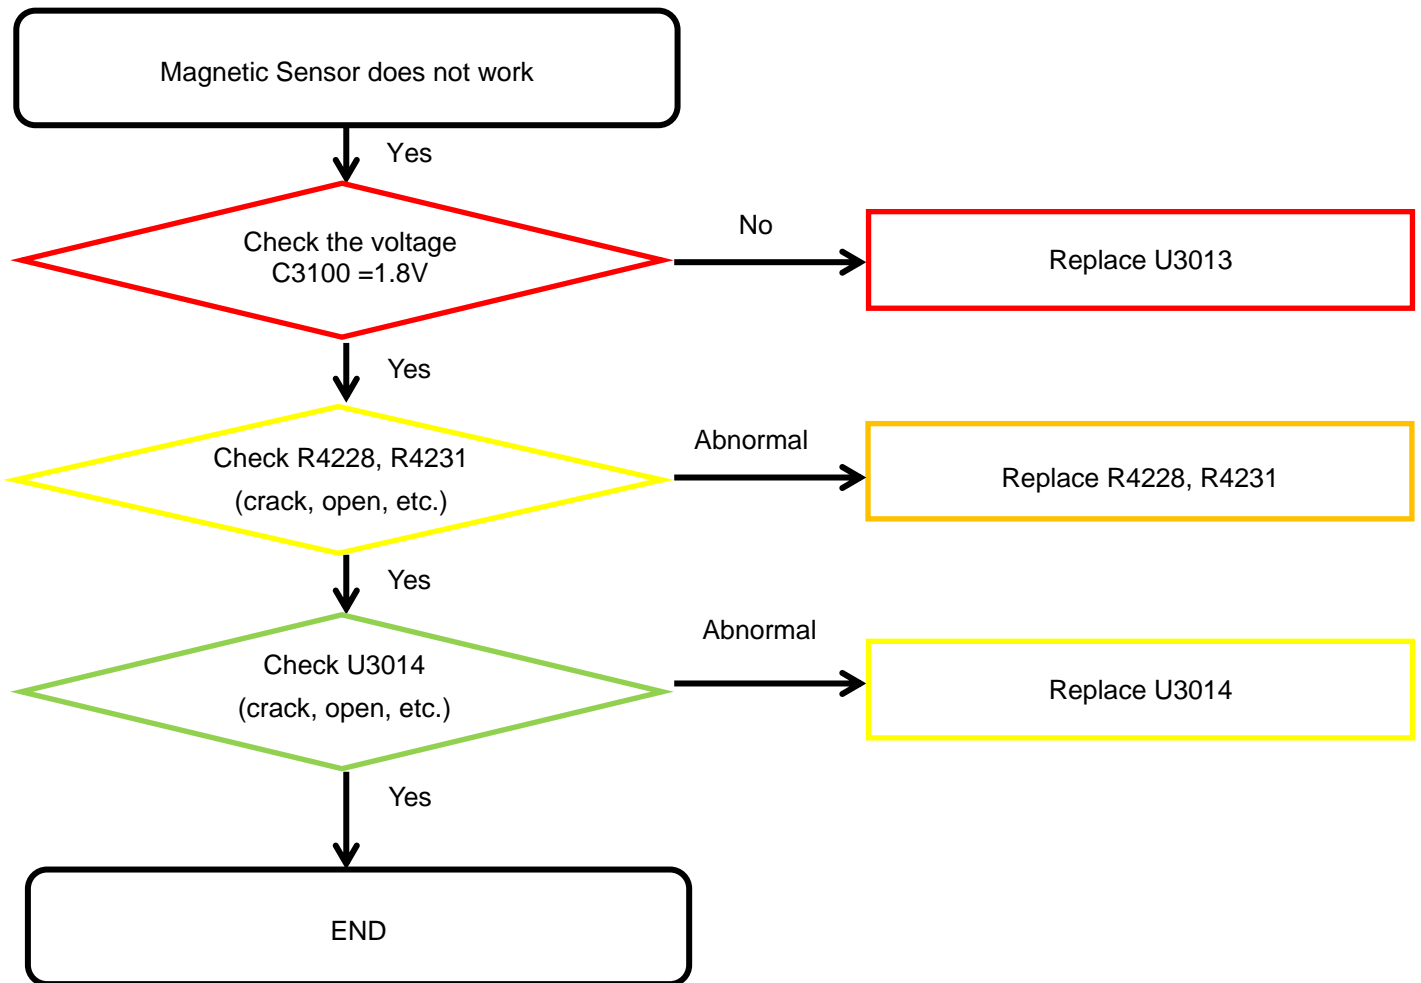 Magnetic Sensor does not work
Yes
Check the voltage
C3100 =1.8V
No
Replace U3013
Yes
Check R4228, R4231
(crack, open, etc.)
Abnormal
Replace R4228, R4231
Yes
Check U3014
(crack, open, etc.)
Abnormal
Replace U3014
Yes
END